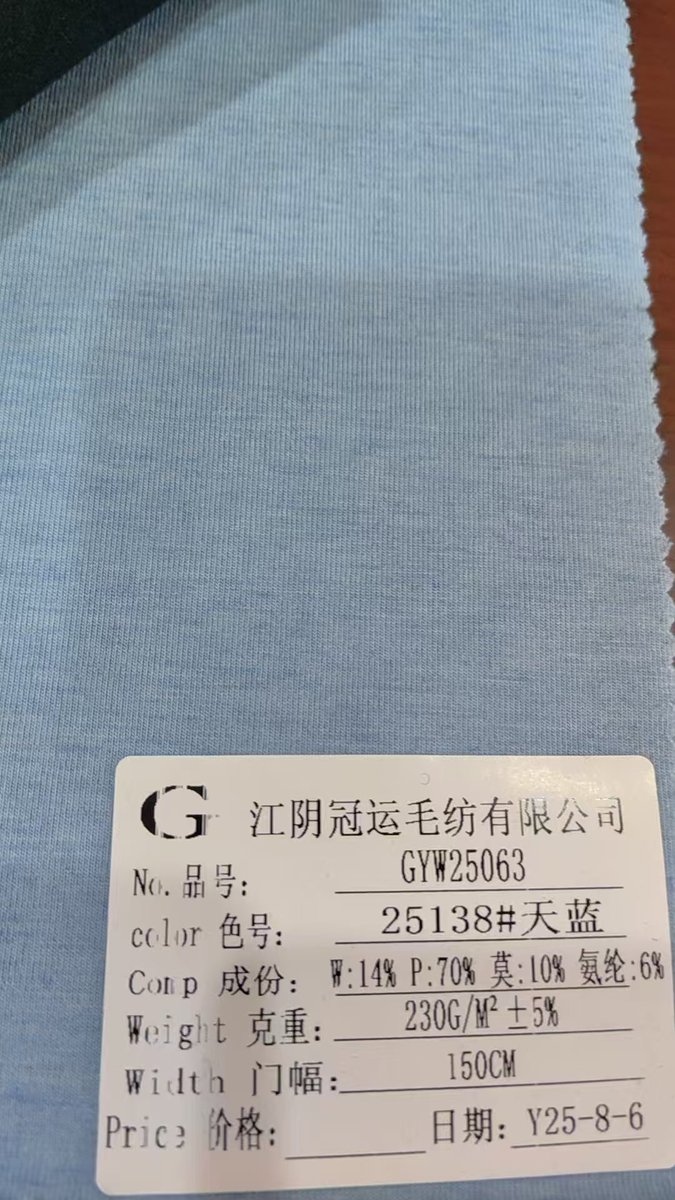 G 江阴冠运毛纺有限公司
No.品号: GYW25063
color 色号: 25138#天蓝
Comp 成份: W:14% P:70% 莫:10% 氨纶:6%
Weight 克重: 230G/M²±5%
Width 门幅: 150CM
Price 价格: 日期: Y25-8-6